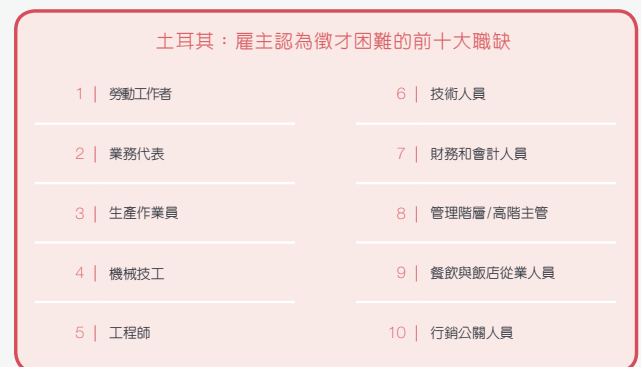 土耳其：雇主認為徵才困難的前十大職缺
1 | 勞動工作者
2 | 業務代表
3 | 生產作業員
4 | 機械技工
5 | 工程師
6 | 技術人員
7 | 財務和會計人員
8 | 管理階層/高階主管
9 | 餐飲與飯店從業人員
10 | 行銷公關人員